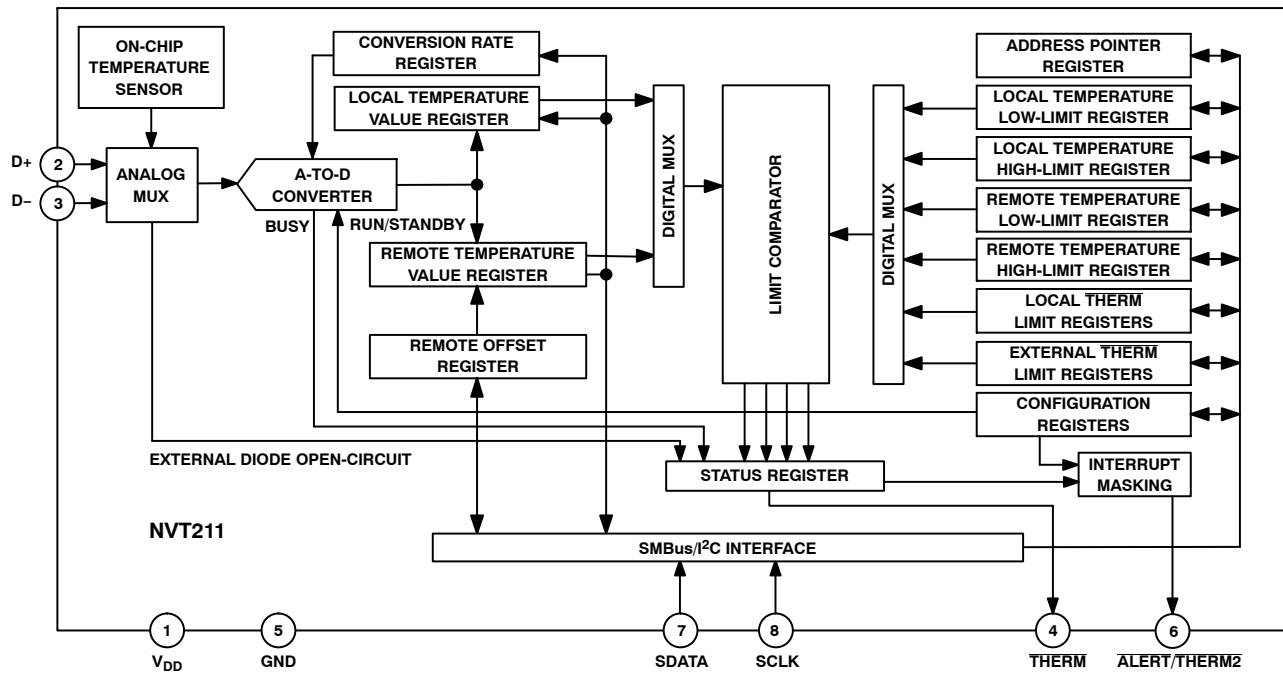 ON-CHIP
TEMPERATURE
SENSOR
CONVERSION RATE
REGISTER
LOCAL TEMPERATURE
VALUE REGISTER
ADDRESS POINTER
REGISTER
LOCAL TEMPERATURE
LOW-LIMIT REGISTER
LOCAL TEMPERATURE
HIGH-LIMIT REGISTER
REMOTE TEMPERATURE
LOW-LIMIT REGISTER
REMOTE TEMPERATURE
HIGH-LIMIT REGISTER
LOCAL THERM
LIMIT REGISTERS
EXTERNAL THERM
LIMIT REGISTERS
CONFIGURATION
REGISTERS
D+
2
D−
3
ANALOG
MUX
A-TO-D
CONVERTER
BUSY
RUN/STANDBY
DIGITAL MUX
LIMIT COMPARATOR
DIGITAL MUX
REMOTE TEMPERATURE
VALUE REGISTER
REMOTE OFFSET
REGISTER
EXTERNAL DIODE OPEN-CIRCUIT
STATUS REGISTER
INTERRUPT
MASKING
NVT211
SMBus/I²C INTERFACE
1
5
7
8
4
6
VDD
GND
SDATA
SCLK
THERM
ALERT/THERM2